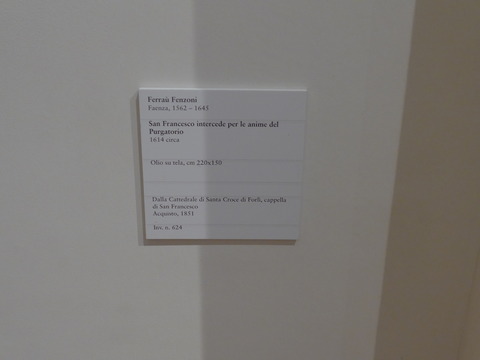 Ferraù Fenzoni
Faenza, 1562 – 1645
San Francesco intercede per le anime del
Purgatorio
1614 circa
Olio su tela, cm 220x150
Dalla Cattedrale di Santa Croce di Forlì, cappella
di San Francesco
Acquisto, 1851
Inv. n. 624